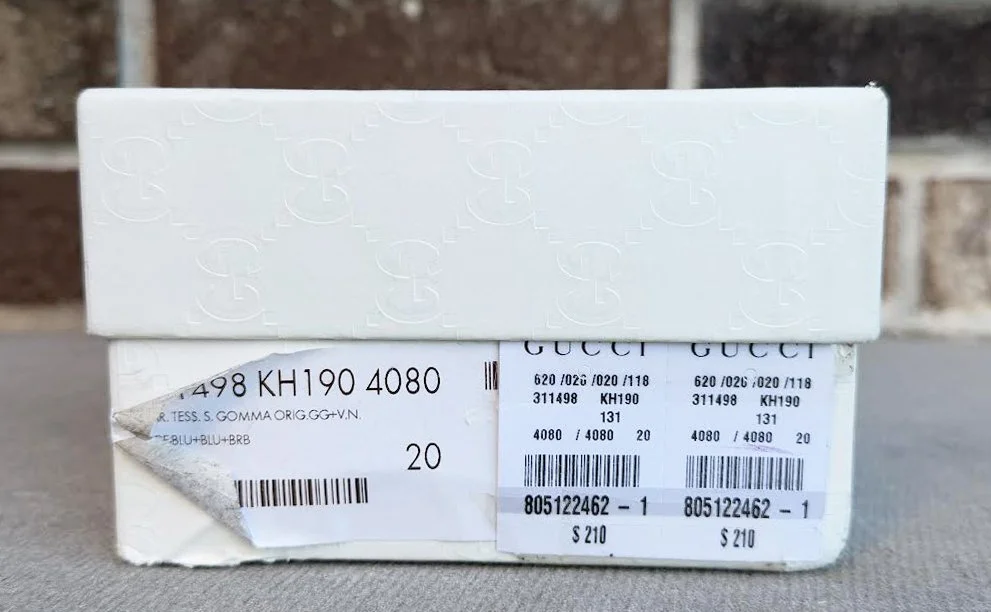 498 KH190 4080
R. TESS. S. GOMMA ORIG.GG+V.N.
BLU+BLU+BRB
20
GUCCI
620 /026 /020 /118
311498 KH190
131
4080 / 4080 20
805122462 - 1
$ 210
GUCCI
620 /026 /020 /118
311498 KH190
131
4080 / 4080 20
805122462 - 1
$ 210